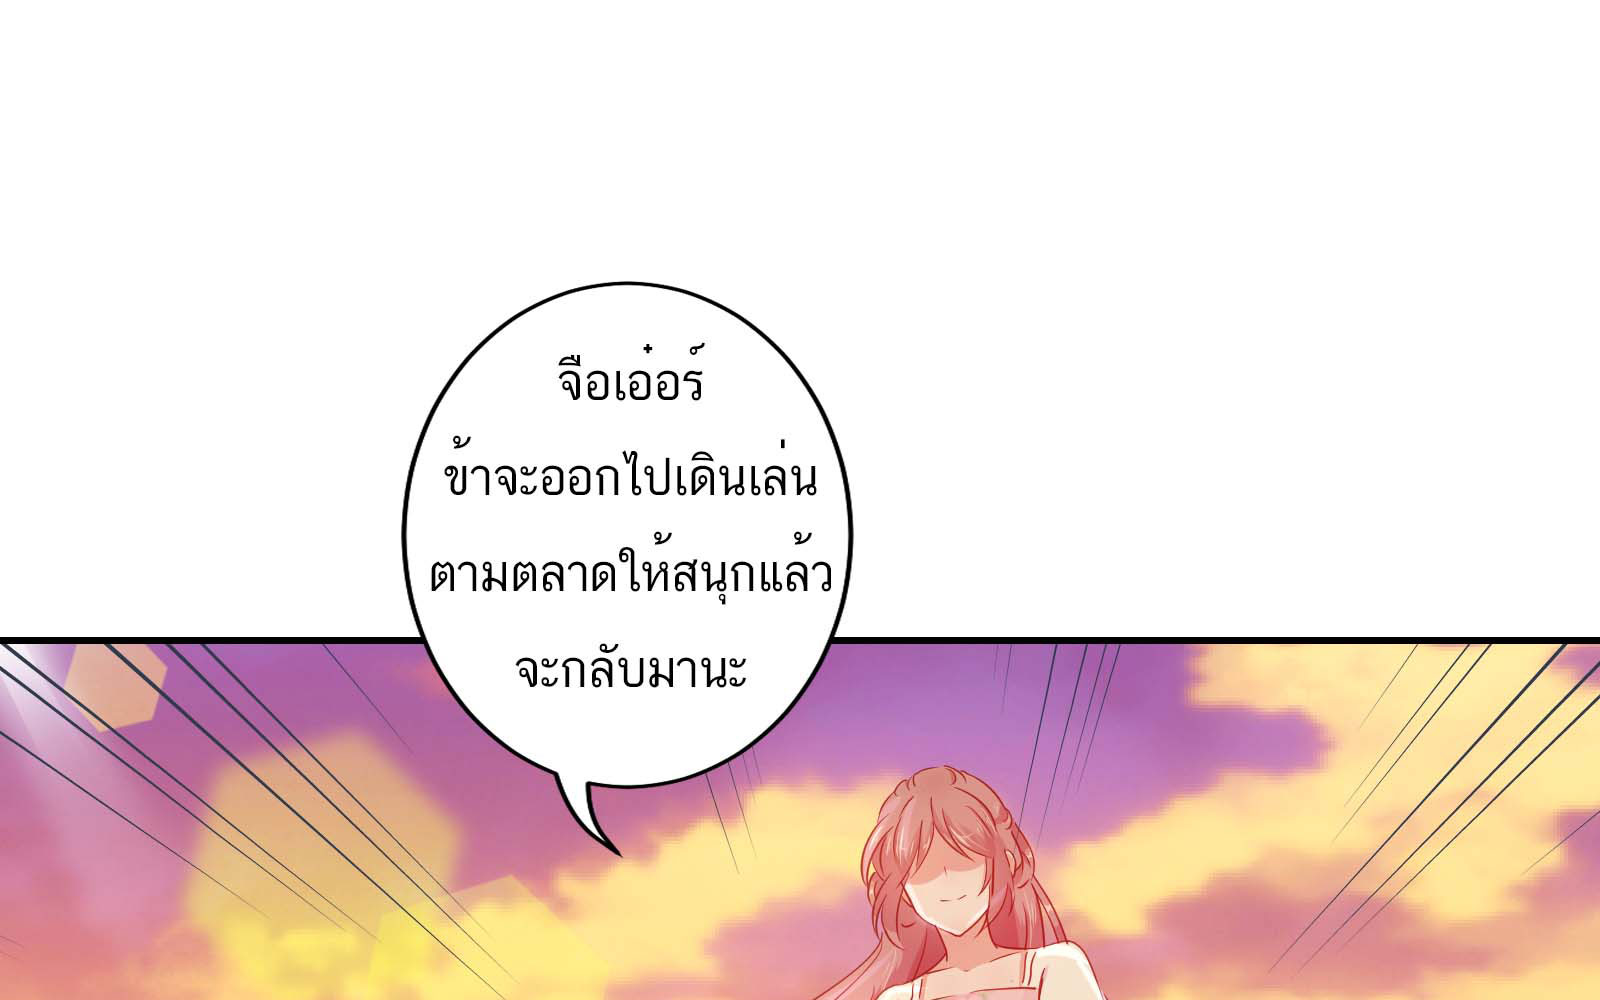 จือเอ๋อร์
ข้าจะออกไปเดินเล่น
ตามตลาดให้สนุกแล้ว
จะกลับมานะ